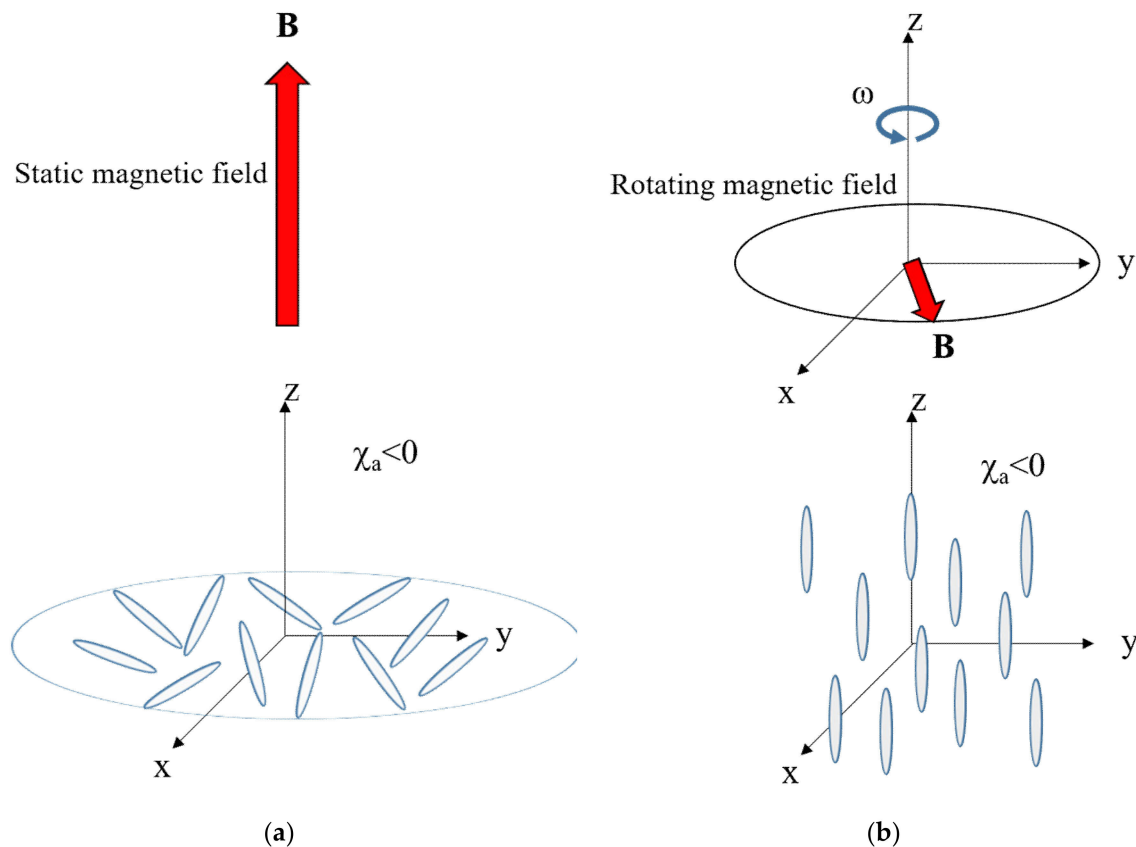 B
Static magnetic field
z
χa<0
y
x
(a)
z
ω
Rotating magnetic field
y
B
x
z
χa<0
y
x
(b)